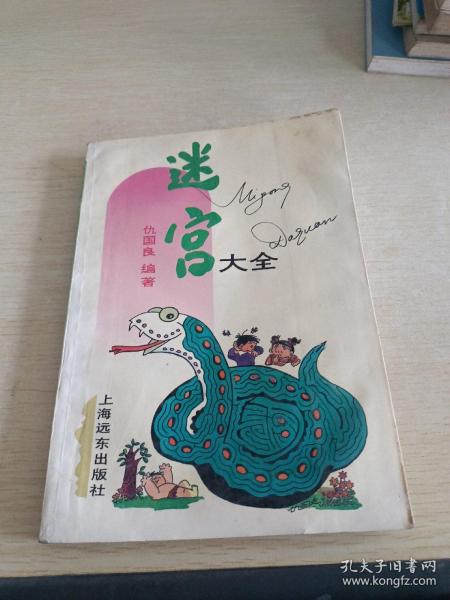 迷宫
Migong
Daquan
大全
仇国良 编著
上海远东出版社
孔夫子旧书网
www.kongfz.com